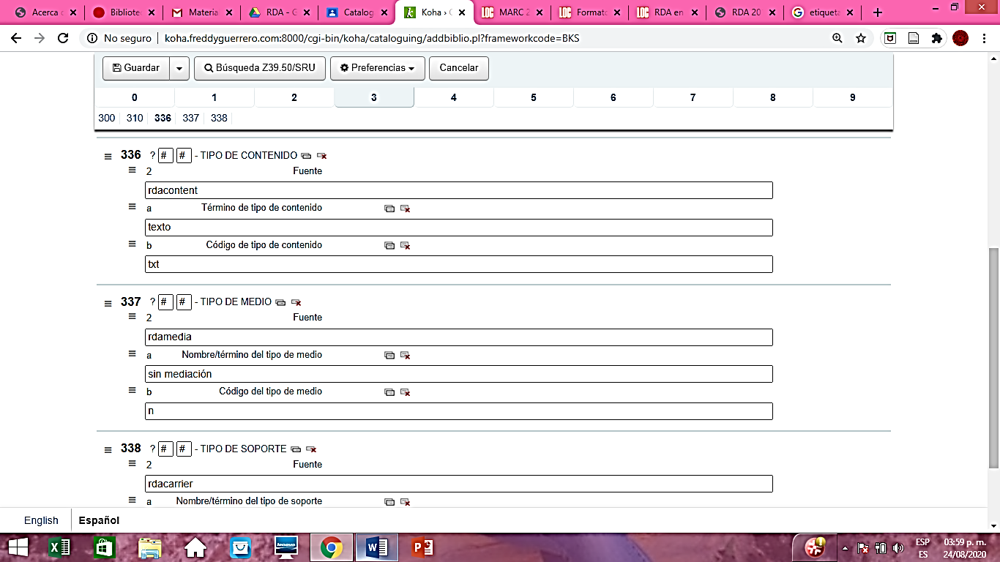 Acerca c
Bibliote
Materia
RDA - G
Catalog
Koha › C
MARC 2
Formato
RDA en
RDA 20
etiqueta
No seguro | koha.freddyguerrero.com:8000/cgi-bin/koha/cataloguing/addbiblio.pl?frameworkcode=BKS
Guardar Búsqueda Z39.50/SRU Preferencias Cancelar
0 1 2 3 4 5 6 7 8 9
300 310 336 337 338
336 ? # # - TIPO DE CONTENIDO
2 Fuente
rdacontent
a Término de tipo de contenido
texto
b Código de tipo de contenido
txt
337 ? # # - TIPO DE MEDIO
2 Fuente
rdamedia
a Nombre/término del tipo de medio
sin mediación
b Código del tipo de medio
n
338 ? # # - TIPO DE SOPORTE
2 Fuente
rdacarrier
a Nombre/término del tipo de soporte
English Español
ESP 03:59 p. m.
ES 24/08/2020